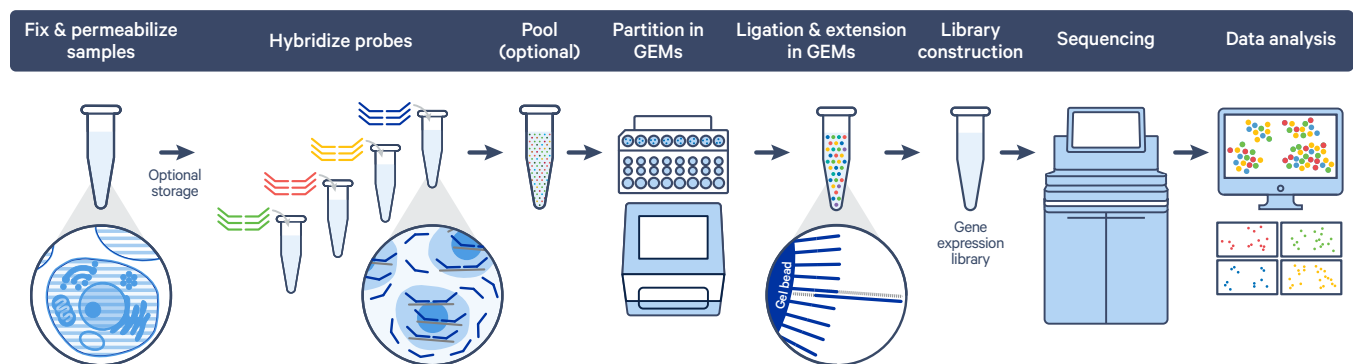 Fix & permeabilize
samples
Hybridize probes
Pool
(optional)
Partition in
GEMs
Ligation & extension
in GEMs
Library
construction
Sequencing
Data analysis
Optional
storage
Gel bead
Gene
expression
library